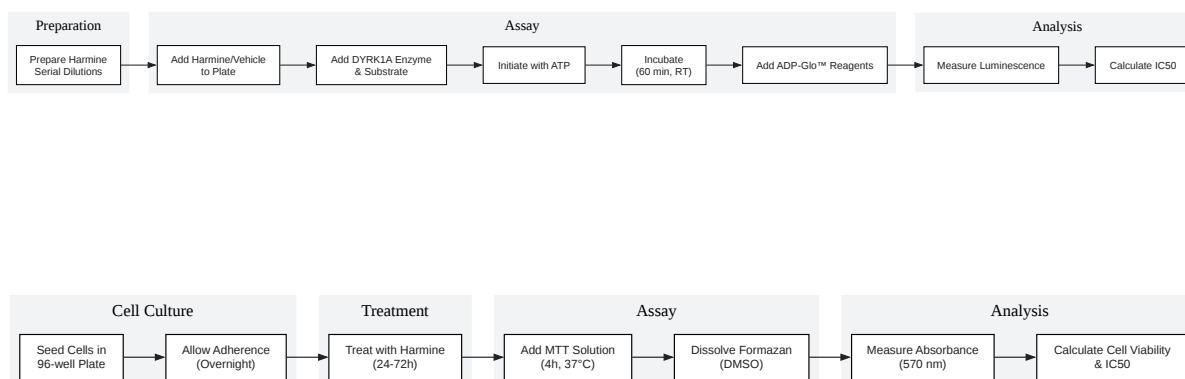 Preparation
Assay
Analysis
Prepare Harmine
Serial Dilutions
Add Harmine/Vehicle
to Plate
Add DYRK1A Enzyme
& Substrate
Initiate with ATP
Incubate
(60 min, RT)
Add ADP-Glo™ Reagents
Measure Luminescence
Calculate IC50
Cell Culture
Treatment
Assay
Analysis
Seed Cells in
96-well Plate
Allow Adherence
(Overnight)
Treat with Harmine
(24-72h)
Add MTT Solution
(4h, 37°C)
Dissolve Formazan
(DMSO)
Measure Absorbance
(570 nm)
Calculate Cell Viability
& IC50